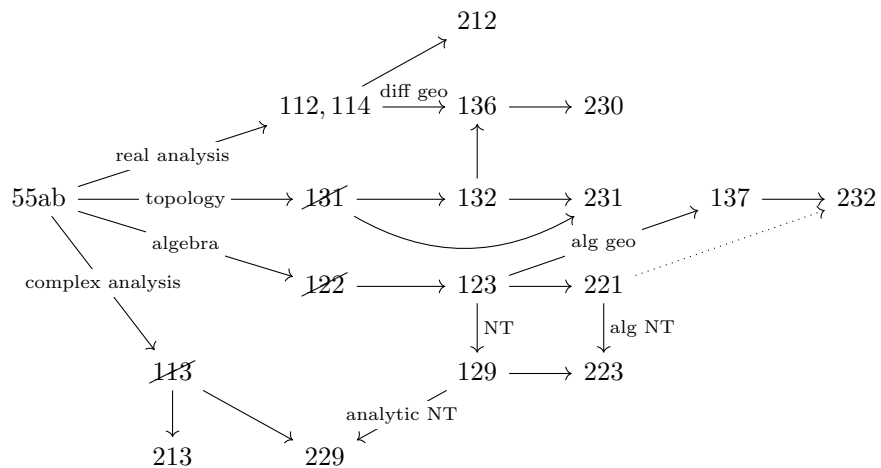 212
112, 114 diff geo 136 230
real analysis
55ab topology 131 132 231 137 232
algebra alg geo
122 123 221
complex analysis
NT alg NT
113 129 223
analytic NT
213 229